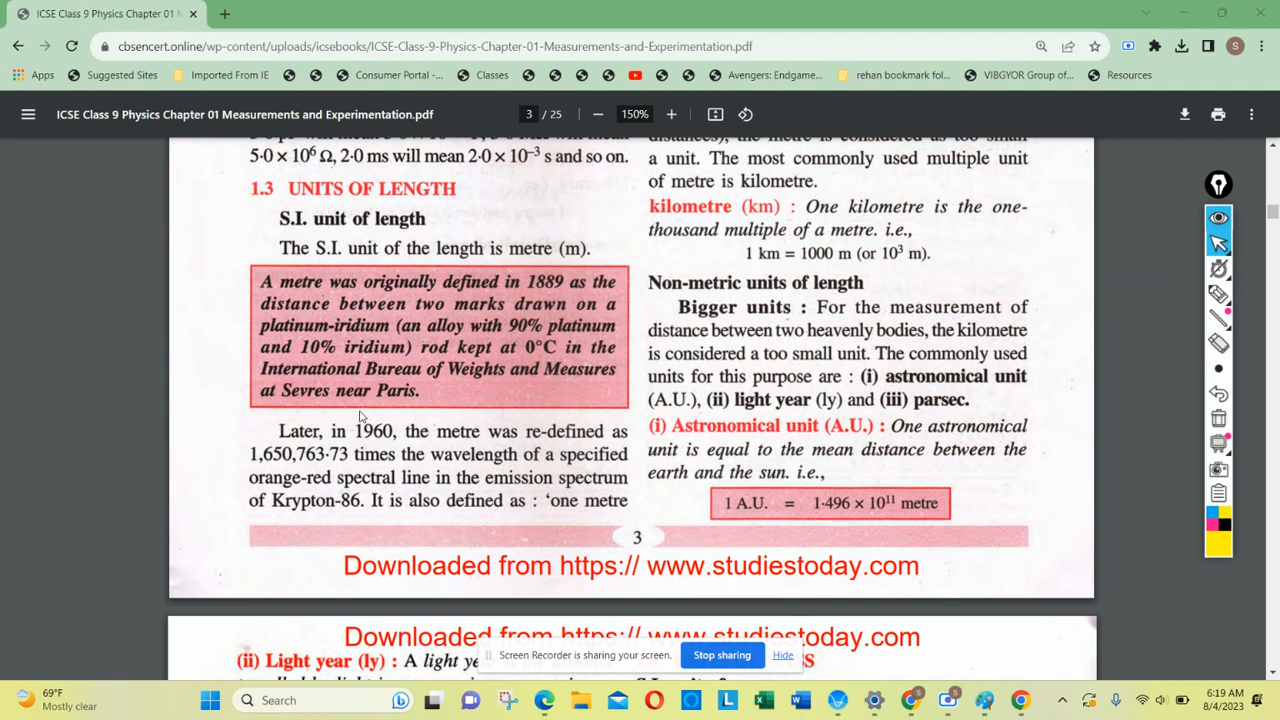 ICSE Class 9 Physics Chapter 01 M
cbsencert.online/wp-content/uploads/icsebooks/ICSE-Class-9-Physics-Chapter-01-Measurements-and-Experimentation.pdf
S
Apps
Suggested Sites
Imported From IE
Consumer Portal -...
Classes
Avengers: Endgame...
rehan bookmark fol...
VIBGYOR Group of...
Resources
ICSE Class 9 Physics Chapter 01 Measurements and Experimentation.pdf
3 / 25
150%
5·0 × 10⁶ Ω, 2·0 ms will mean 2·0 × 10⁻³ s and so on.
1.3 UNITS OF LENGTH
S.I. unit of length
The S.I. unit of the length is metre (m).
A metre was originally defined in 1889 as the
distance between two marks drawn on a
platinum-iridium (an alloy with 90% platinum
and 10% iridium) rod kept at 0°C in the
International Bureau of Weights and Measures
at Sevres near Paris.
Later, in 1960, the metre was re-defined as
1,650,763·73 times the wavelength of a specified
orange-red spectral line in the emission spectrum
of Krypton-86. It is also defined as : ‘one metre
distances), the metre is considered as too small
a unit. The most commonly used multiple unit
of metre is kilometre.
kilometre (km) : One kilometre is the one-
thousand multiple of a metre. i.e.,
1 km = 1000 m (or 10³ m).
Non-metric units of length
Bigger units : For the measurement of
distance between two heavenly bodies, the kilometre
is considered a too small unit. The commonly used
units for this purpose are : (i) astronomical unit
(A.U.), (ii) light year (ly) and (iii) parsec.
(i) Astronomical unit (A.U.) : One astronomical
unit is equal to the mean distance between the
earth and the sun. i.e.,
1 A.U. = 1·496 × 10¹¹ metre
3
Downloaded from https:// www.studiestoday.com
Downloaded from https:// www.studiestoday.com
(ii) Light year (ly) : A light
Screen Recorder is sharing your screen.
Stop sharing
Hide
69°F
Mostly clear
Search
6:19 AM
8/4/2023